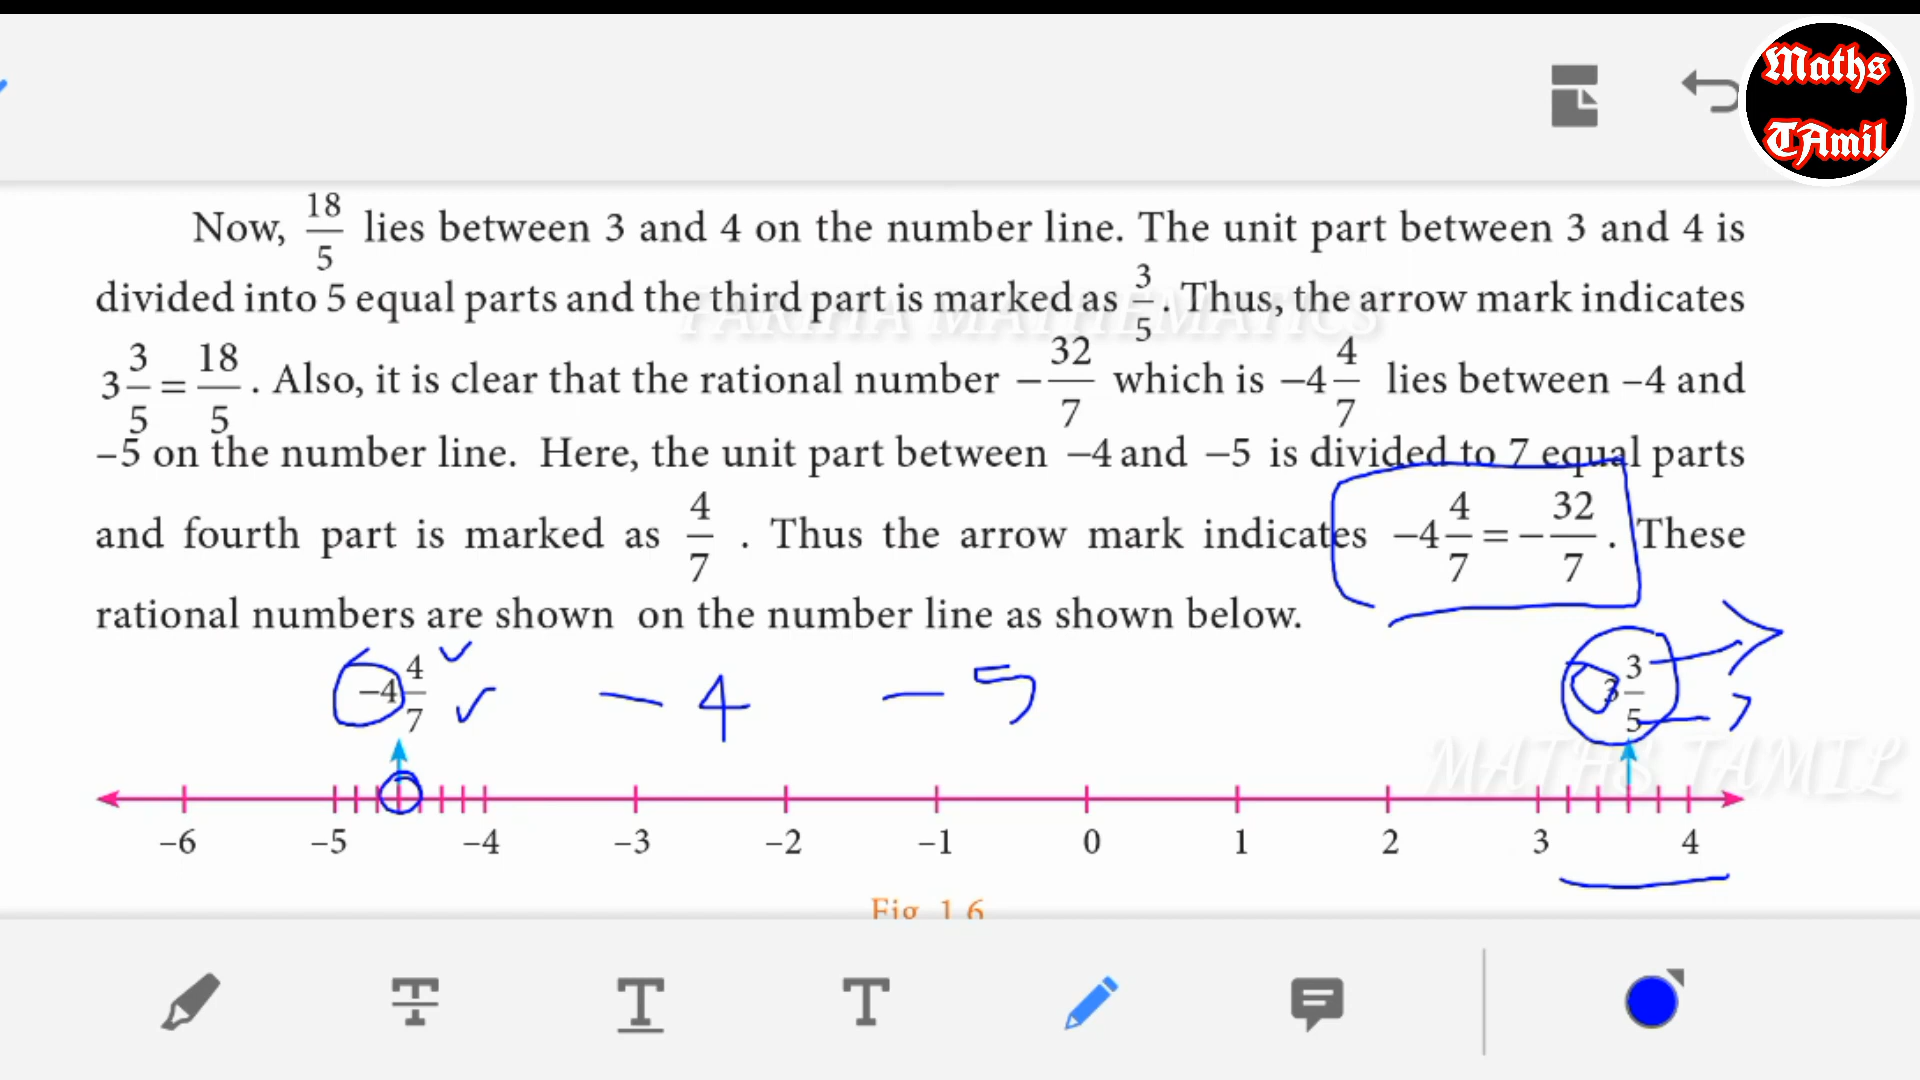 Maths
TAmil
Now, 18/5 lies between 3 and 4 on the number line. The unit part between 3 and 4 is
divided into 5 equal parts and the third part is marked as 3/5 . Thus, the arrow mark indicates
FARIHA MATHEMATICS
3 3/5 = 18/5 . Also, it is clear that the rational number −32/7 which is −4 4/7 lies between −4 and
−5 on the number line. Here, the unit part between −4 and −5 is divided to 7 equal parts
and fourth part is marked as 4/7 . Thus the arrow mark indicates −4 4/7 = −32/7 . These
rational numbers are shown on the number line as shown below.
−4 4/7 − 4 − 5 3 3/5
MATHS TAMIL
−6 −5 −4 −3 −2 −1 0 1 2 3 4
Fig. 1.6